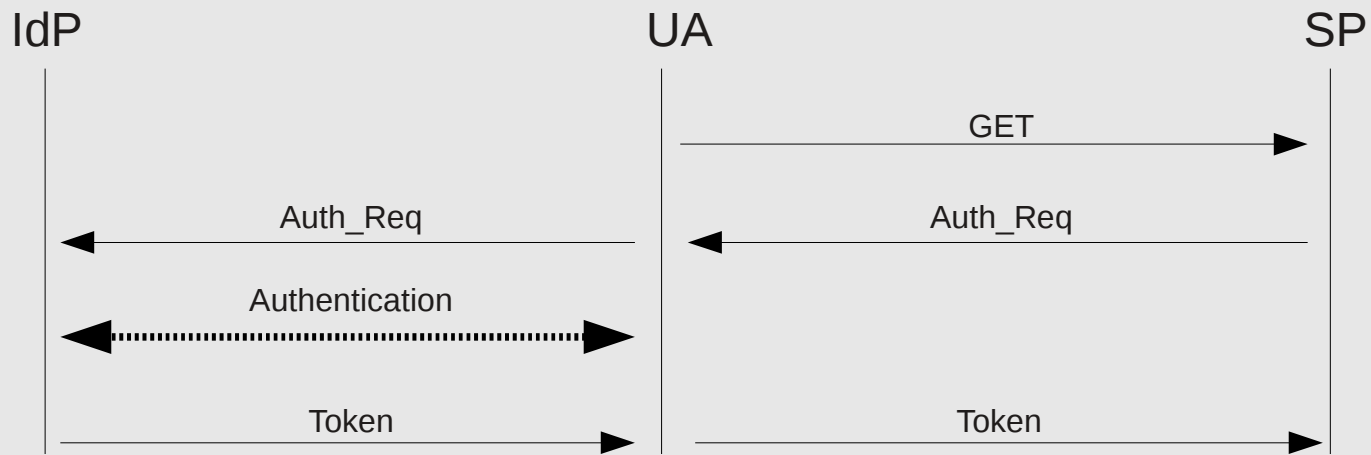 IdP UA SP
GET
Auth_Req Auth_Req
Authentication
Token Token